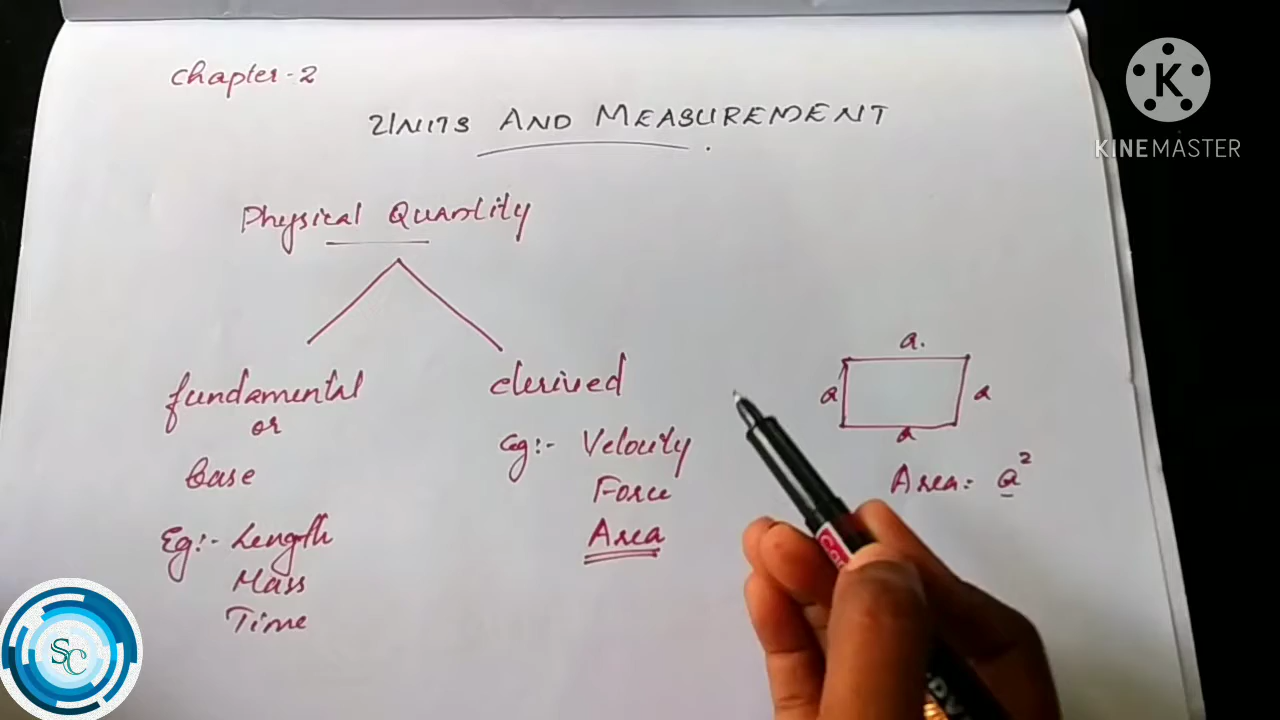 Chapter-2
UNITS AND MEASUREMENT.
Physical Quantity
fundamental
or
base
Eg:- Length
Mass
Time
derived
eg:- Velocity
Force
Area
a.
a
a
a
Area: a²
K
KINEMASTER
SC